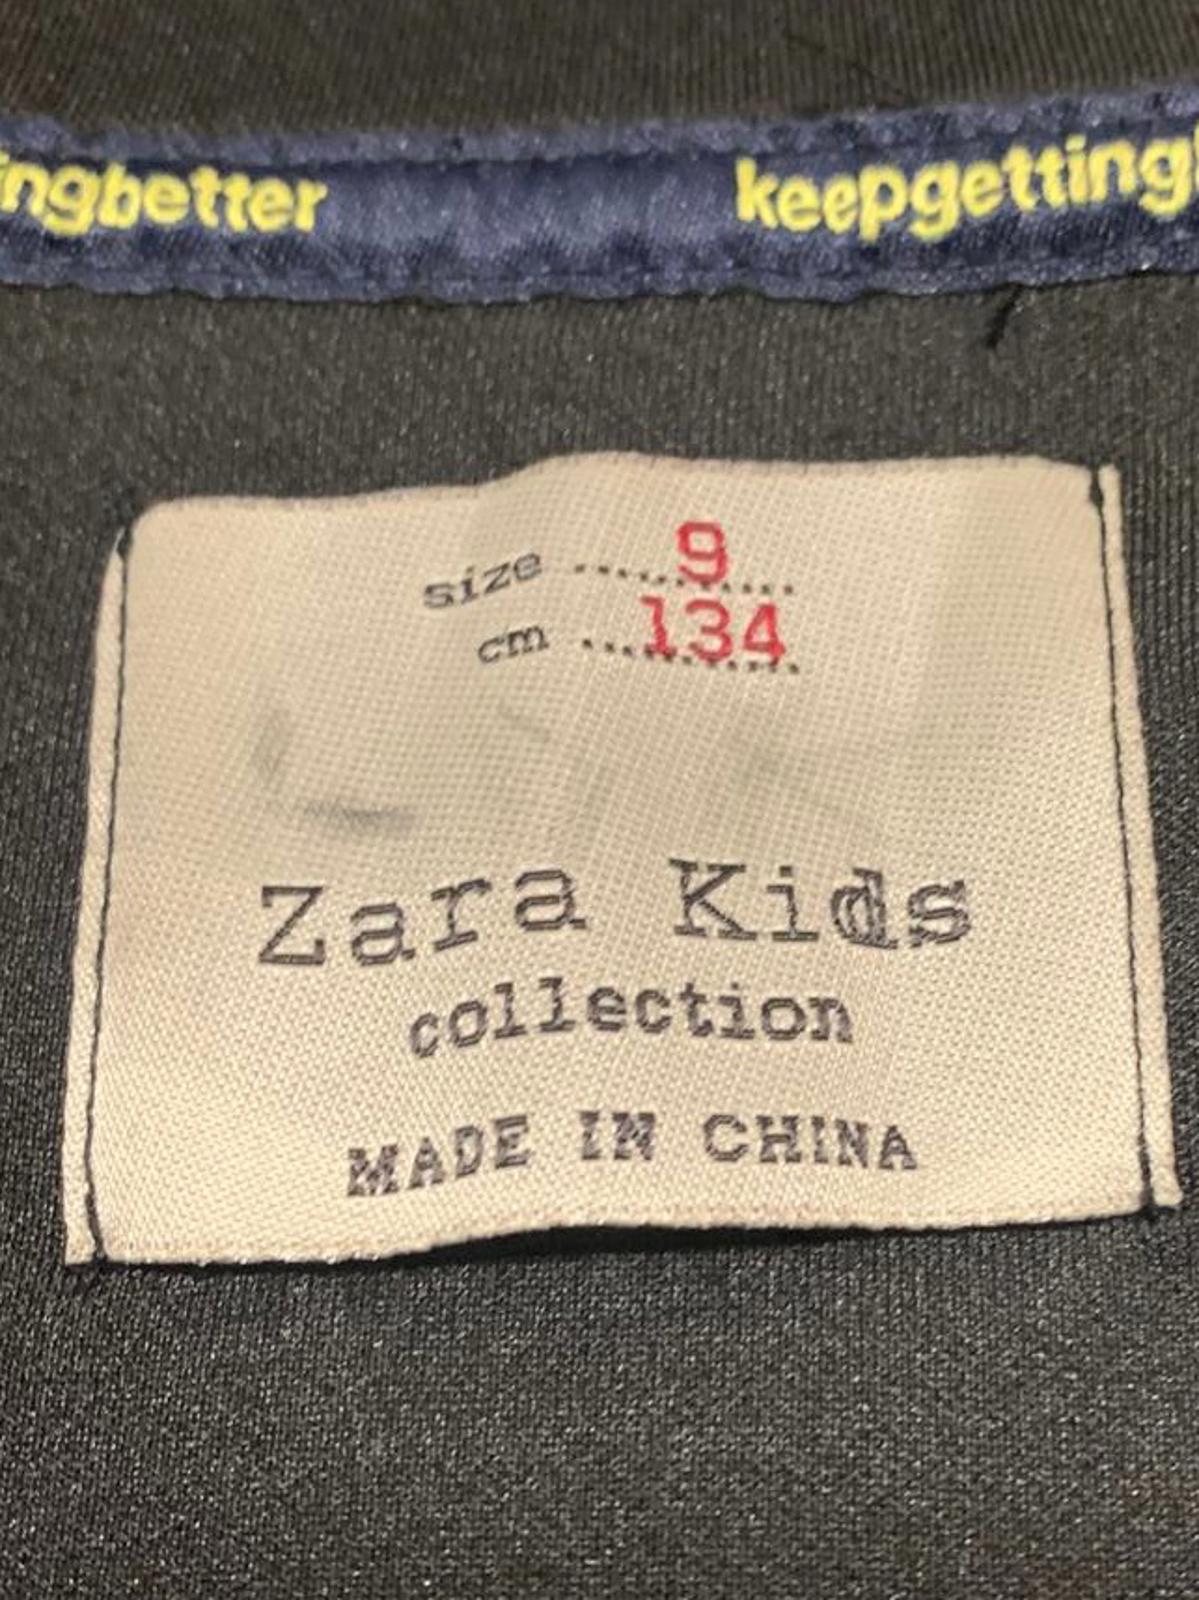 ingbetter keepgetting
size 9
cm 134
Zara Kids
collection
MADE IN CHINA